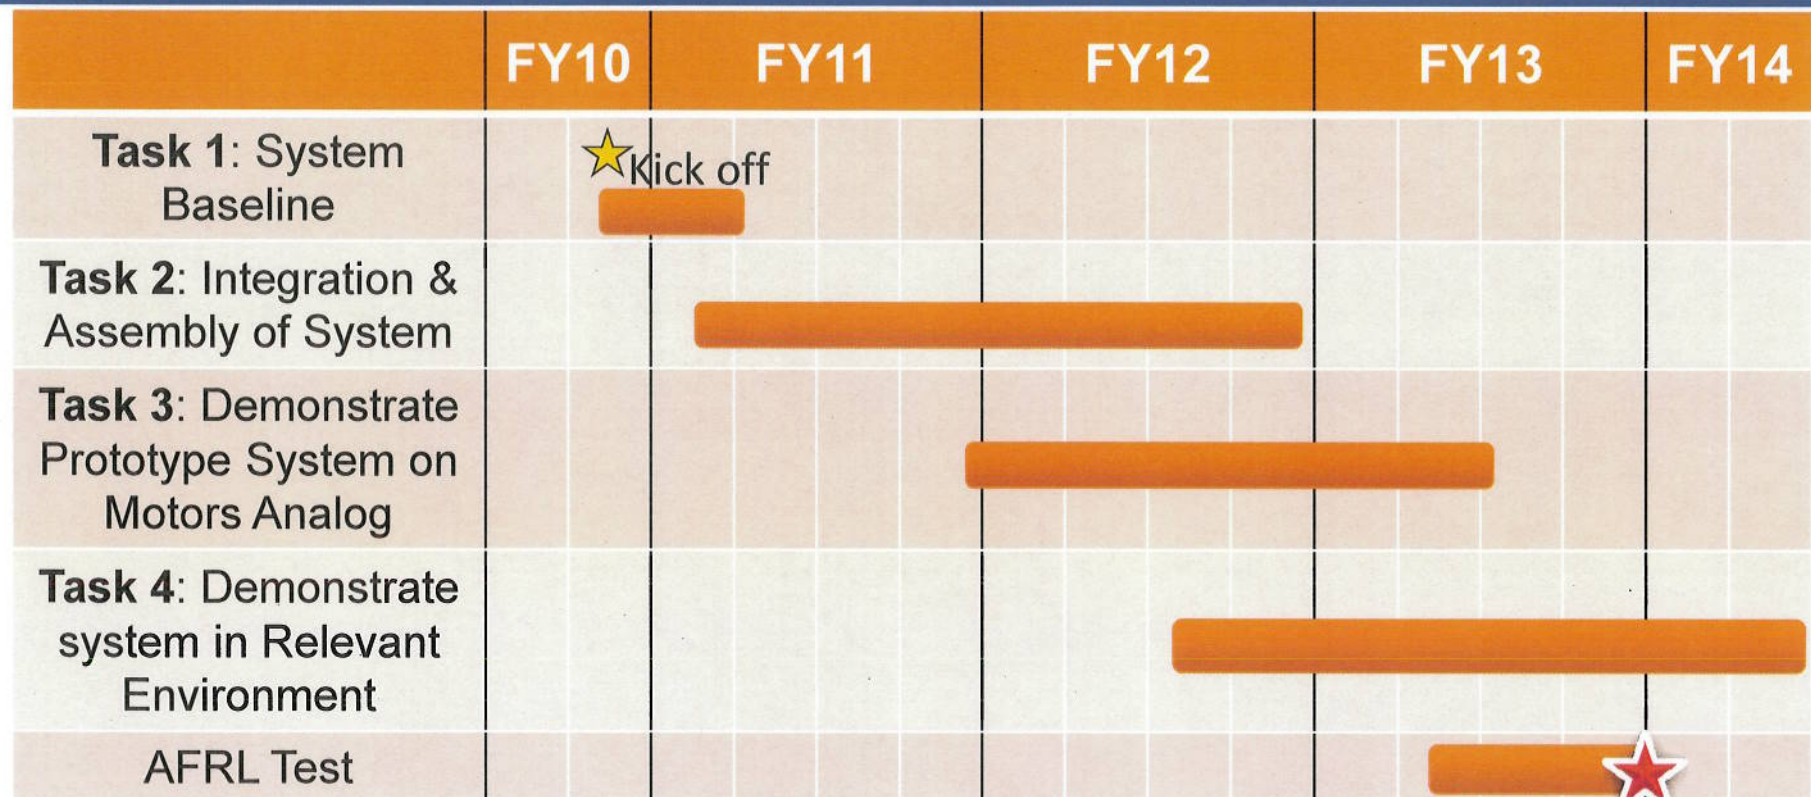 FY10 FY11 FY12 FY13 FY14
Task 1: System
Baseline
Kick off
Task 2: Integration &
Assembly of System
Task 3: Demonstrate
Prototype System on
Motors Analog
Task 4: Demonstrate
system in Relevant
Environment
AFRL Test